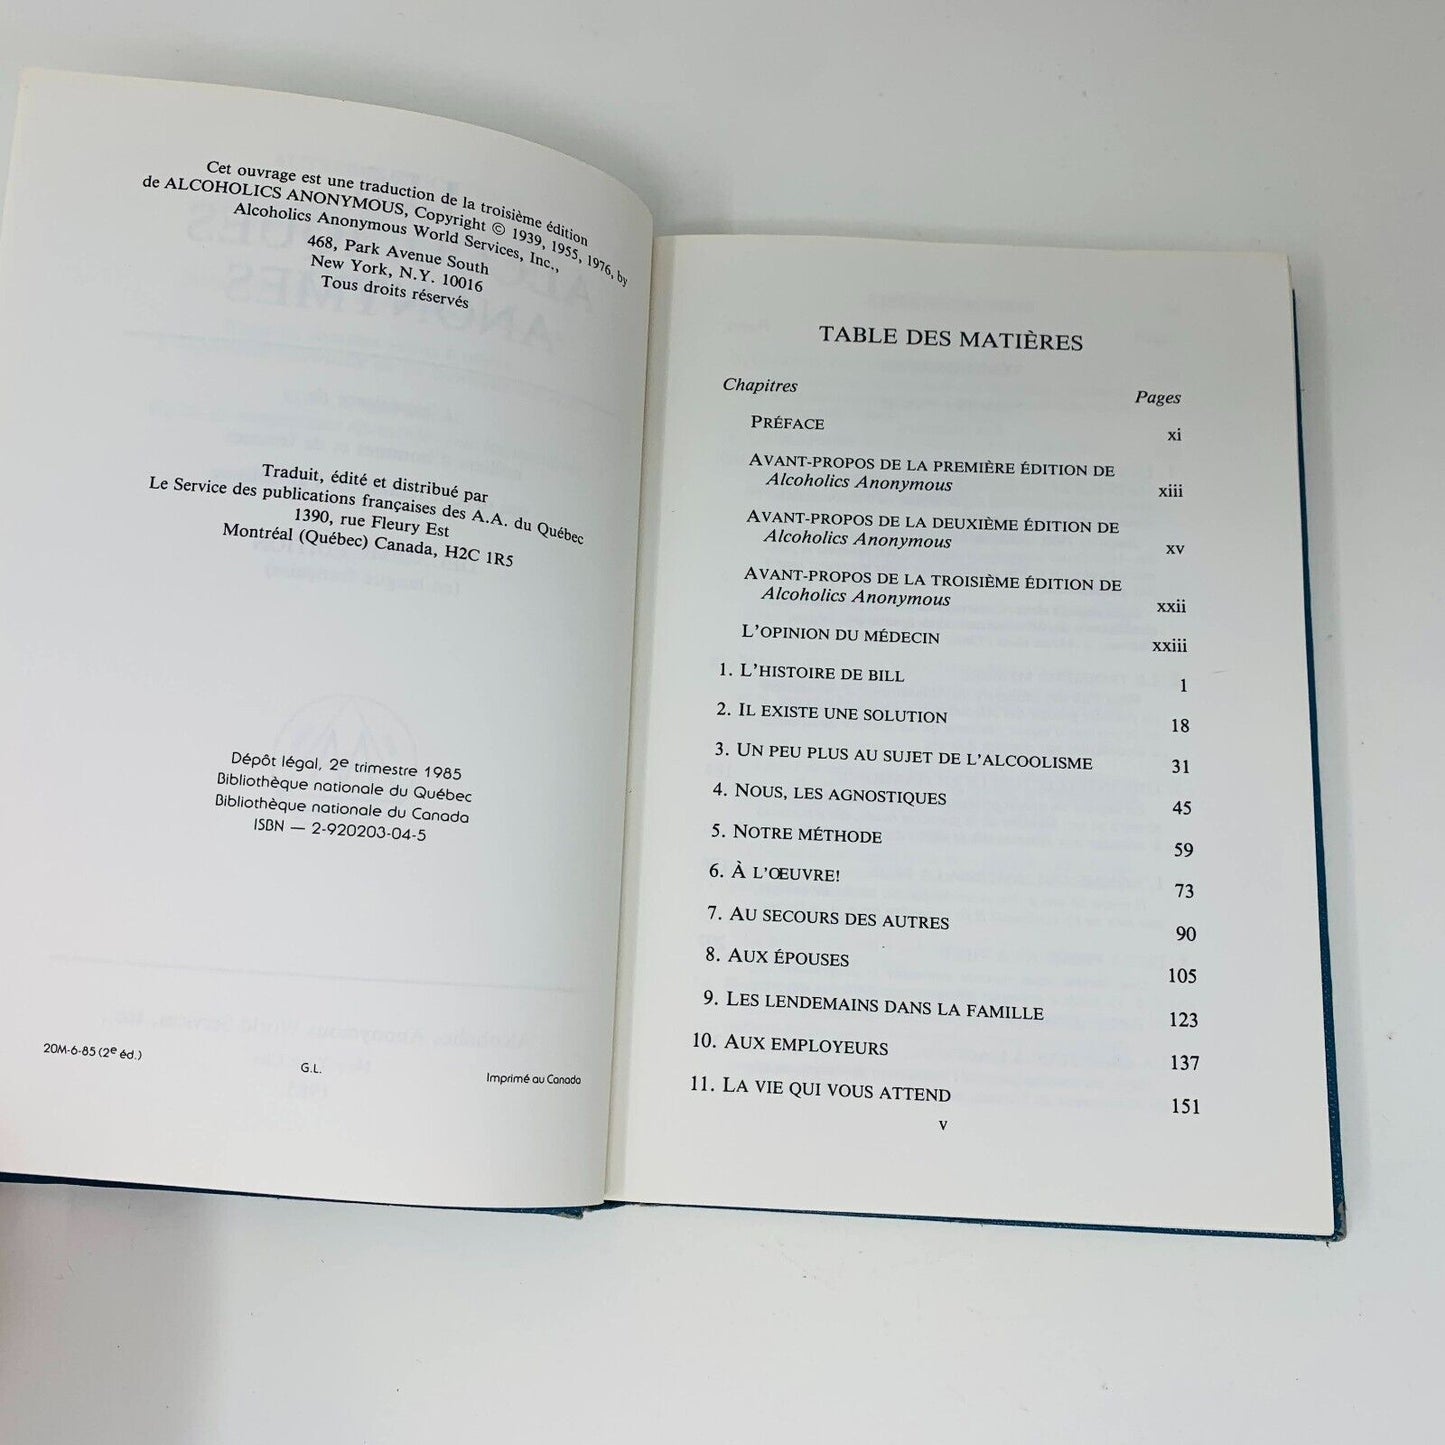 Cet ouvrage est une traduction de la troisième édition
de ALCOHOLICS ANONYMOUS, Copyright © 1939, 1955, 1976, by
Alcoholics Anonymous World Services, Inc.,
468, Park Avenue South
New York, N.Y. 10016
Tous droits réservés
Traduit, édité et distribué par
Le Service des publications françaises des A.A. du Québec
1390, rue Fleury Est
Montréal (Québec) Canada, H2C 1R5
Dépôt légal, 2e trimestre 1985
Bibliothèque nationale du Québec
Bibliothèque nationale du Canada
ISBN — 2-920203-04-5
20M-6-85 (2e éd.)
G.L.
Imprimé au Canada
TABLE DES MATIÈRES
Chapitres Pages
PRÉFACE xi
AVANT-PROPOS DE LA PREMIÈRE ÉDITION DE
Alcoholics Anonymous xiii
AVANT-PROPOS DE LA DEUXIÈME ÉDITION DE
Alcoholics Anonymous xv
AVANT-PROPOS DE LA TROISIÈME ÉDITION DE
Alcoholics Anonymous xxii
L'OPINION DU MÉDECIN xxiii
1. L'HISTOIRE DE BILL 1
2. IL EXISTE UNE SOLUTION 18
3. UN PEU PLUS AU SUJET DE L'ALCOOLISME 31
4. NOUS, LES AGNOSTIQUES 45
5. NOTRE MÉTHODE 59
6. À L'ŒUVRE! 73
7. AU SECOURS DES AUTRES 90
8. AUX ÉPOUSES 105
9. LES LENDEMAINS DANS LA FAMILLE 123
10. AUX EMPLOYEURS 137
11. LA VIE QUI VOUS ATTEND 151
v